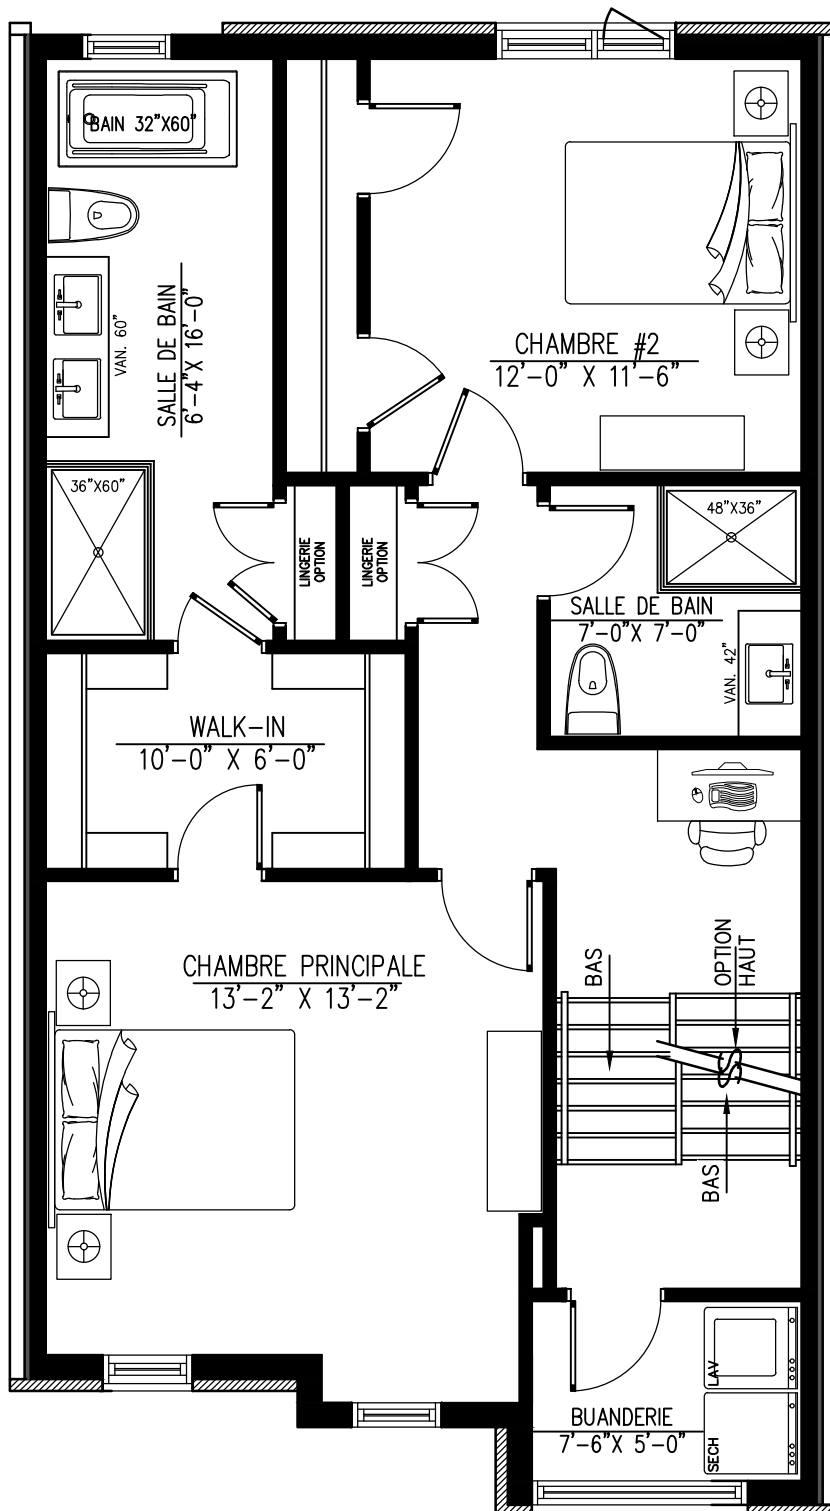 BAIN 32"X60"
VAN. 60"
SALLE DE BAIN
6'-4"X 16'-0"
CHAMBRE #2
12'-0" X 11'-6"
36"X60"
LINGERIE
OPTION
LINGERIE
OPTION
48"X36"
SALLE DE BAIN
7'-0"X 7'-0"
VAN. 42"
WALK-IN
10'-0" X 6'-0"
CHAMBRE PRINCIPALE
13'-2" X 13'-2"
BAS
OPTION
HAUT
BAS
LAV
BUANDERIE
7'-6"X 5'-0"
SECH